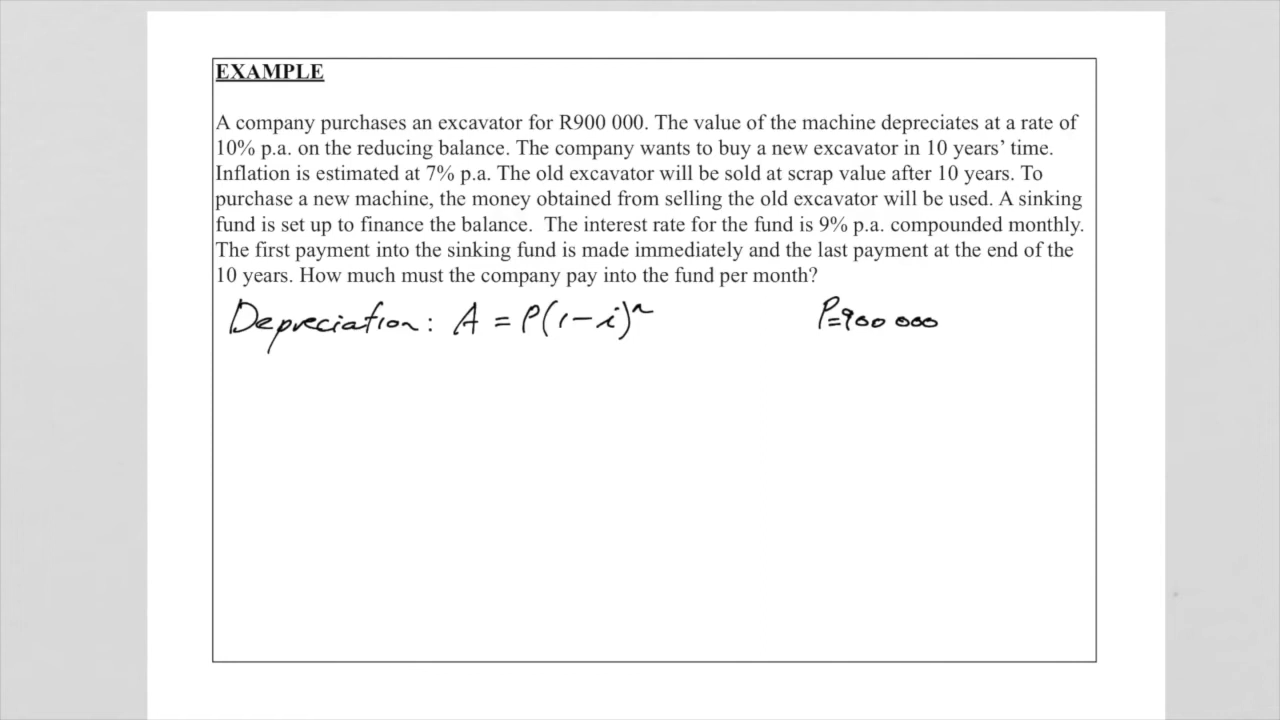 EXAMPLE
A company purchases an excavator for R900 000. The value of the machine depreciates at a rate of
10% p.a. on the reducing balance. The company wants to buy a new excavator in 10 years’ time.
Inflation is estimated at 7% p.a. The old excavator will be sold at scrap value after 10 years. To
purchase a new machine, the money obtained from selling the old excavator will be used. A sinking
fund is set up to finance the balance.  The interest rate for the fund is 9% p.a. compounded monthly.
The first payment into the sinking fund is made immediately and the last payment at the end of the
10 years. How much must the company pay into the fund per month?
Depreciation: A = P(1-i)ⁿ P=900 000